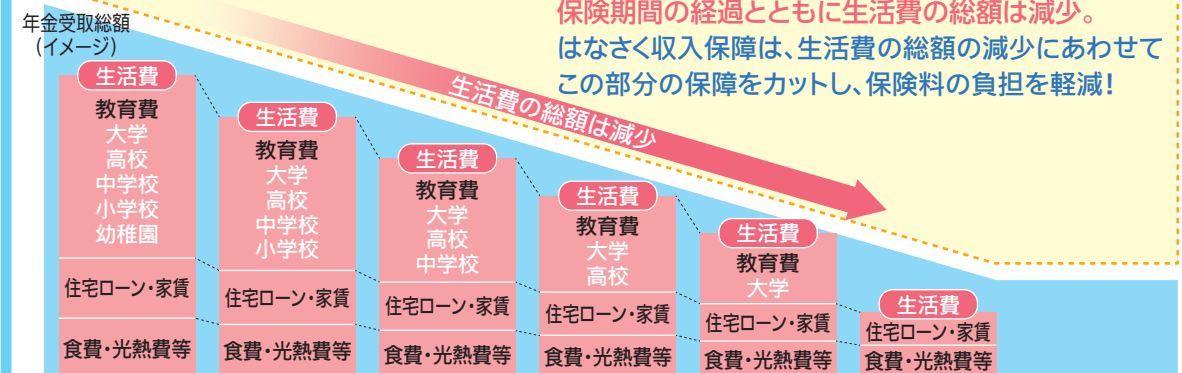 保険期間の経過とともに生活費の総額は減少。
はなさく収入保障は、生活費の総額の減少にあわせて
この部分の保障をカットし、保険料の負担を軽減！
年金受取総額
(イメージ)
生活費の総額は減少
生活費
教育費
大学
高校
中学校
小学校
幼稚園
住宅ローン・家賃
食費・光熱費等
生活費
教育費
大学
高校
中学校
小学校
住宅ローン・家賃
食費・光熱費等
生活費
教育費
大学
高校
中学校
住宅ローン・家賃
食費・光熱費等
生活費
教育費
大学
高校
住宅ローン・家賃
食費・光熱費等
生活費
教育費
大学
住宅ローン・家賃
食費・光熱費等
生活費
住宅ローン・家賃
食費・光熱費等